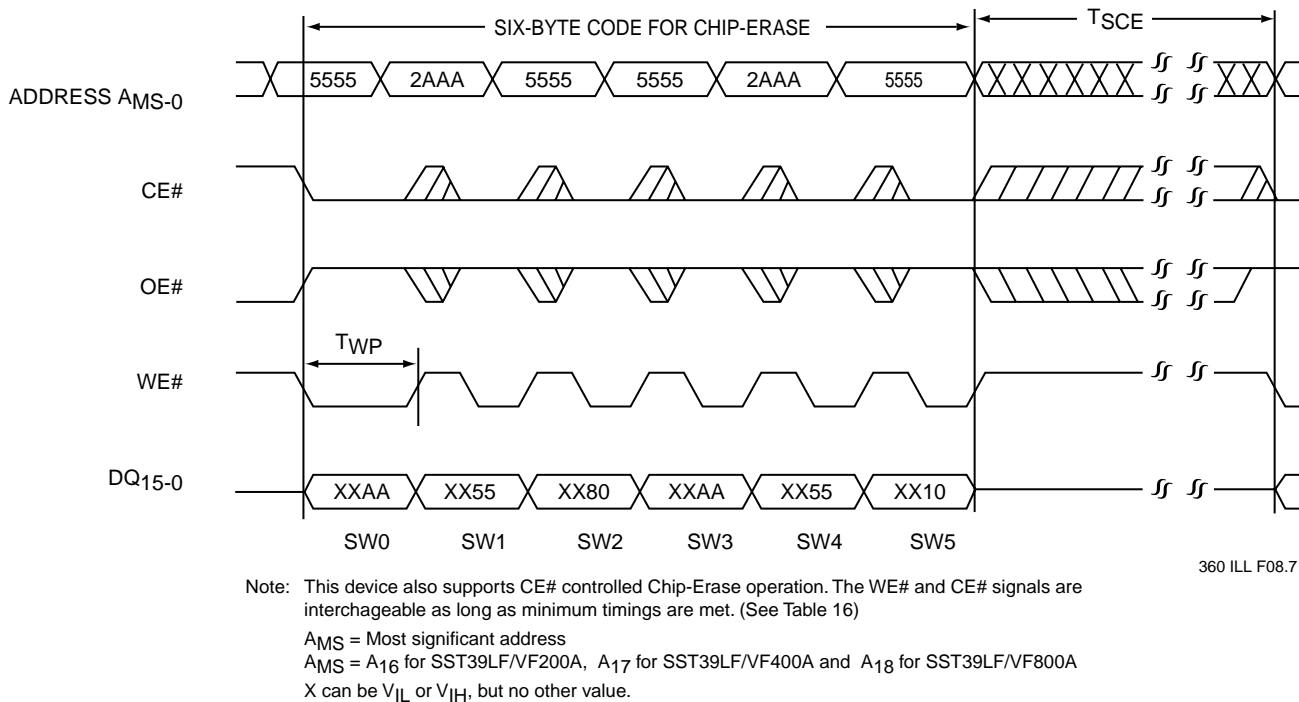 SIX-BYTE CODE FOR CHIP-ERASE
TSCE
ADDRESS AMS-0
5555 2AAA 5555 5555 2AAA 5555
CE#
OE#
TWP
WE#
DQ15-0
XXAA XX55 XX80 XXAA XX55 XX10
SW0 SW1 SW2 SW3 SW4 SW5
360 ILL F08.7
Note: This device also supports CE# controlled Chip-Erase operation. The WE# and CE# signals are
interchageable as long as minimum timings are met. (See Table 16)
AMS = Most significant address
AMS = A16 for SST39LF/VF200A, A17 for SST39LF/VF400A and A18 for SST39LF/VF800A
X can be VIL or VIH, but no other value.